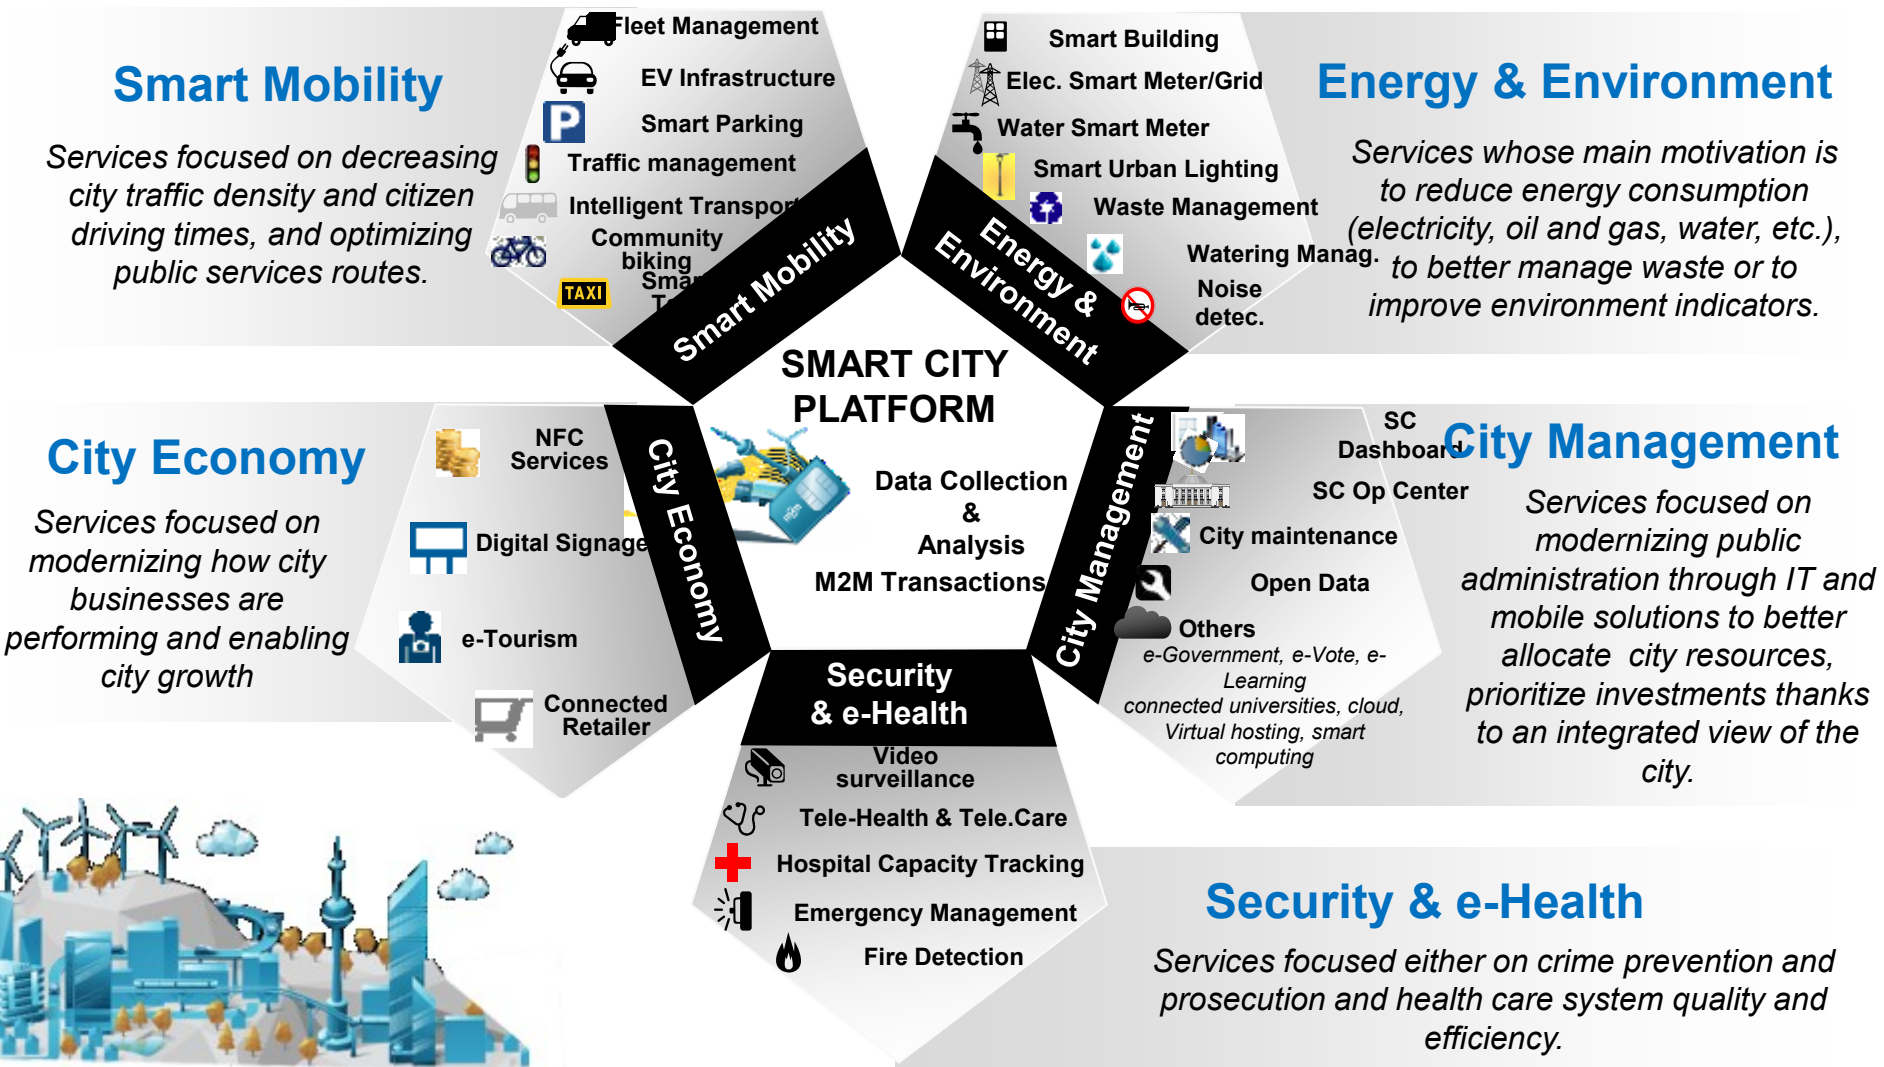 Smart Mobility
Services focused on decreasing
city traffic density and citizen
driving times, and optimizing
public services routes.
Fleet Management
EV Infrastructure
Smart Parking
Traffic management
Intelligent Transport
Community
biking
TAXI
Smart Mobility
Smart Building
Elec. Smart Meter/Grid
Water Smart Meter
Smart Urban Lighting
Waste Management
Watering Manag.
Noise
detec.
Energy &
Environment
Energy & Environment
Services whose main motivation is
to reduce energy consumption
(electricity, oil and gas, water, etc.),
to better manage waste or to
improve environment indicators.
SMART CITY
PLATFORM
Data Collection
&
Analysis
M2M Transactions
City Economy
Services focused on
modernizing how city
businesses are
performing and enabling
city growth
NFC
Services
Digital Signage
e-Tourism
Connected
Retailer
City Economy
City Management
SC
Dashboard
SC Op Center
City maintenance
Open Data
Others
e-Government, e-Vote, e-
Learning
connected universities, cloud,
Virtual hosting, smart
computing
City Management
Services focused on
modernizing public
administration through IT and
mobile solutions to better
allocate city resources,
prioritize investments thanks
to an integrated view of the
city.
Security
& e-Health
Video
surveillance
Tele-Health & Tele.Care
Hospital Capacity Tracking
Emergency Management
Fire Detection
Security & e-Health
Services focused either on crime prevention and
prosecution and health care system quality and
efficiency.